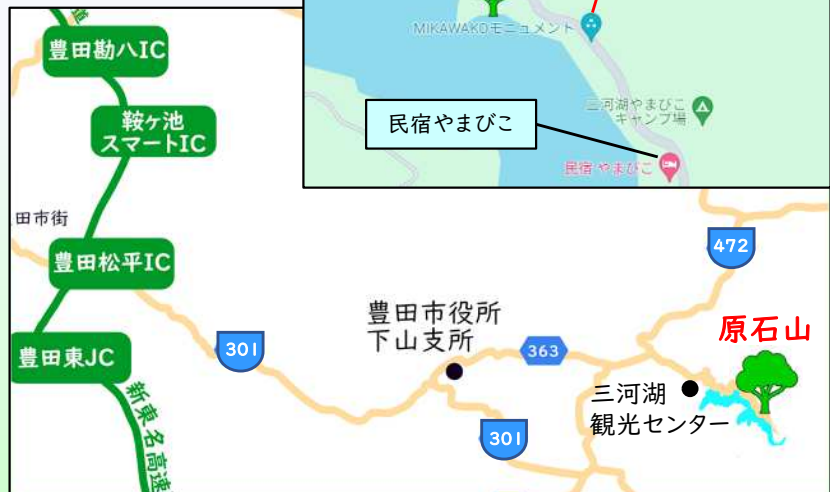 MIKAWAKOモニュメント
三河湖やまびこ
キャンプ場
民宿やまびこ
民宿 やまびこ
道
豊田勘八IC
鞍ヶ池
スマートIC
田市街
豊田松平IC
豊田東JC
新東名高速
301
豊田市役所
下山支所
363
472
原石山
三河湖
観光センター
301